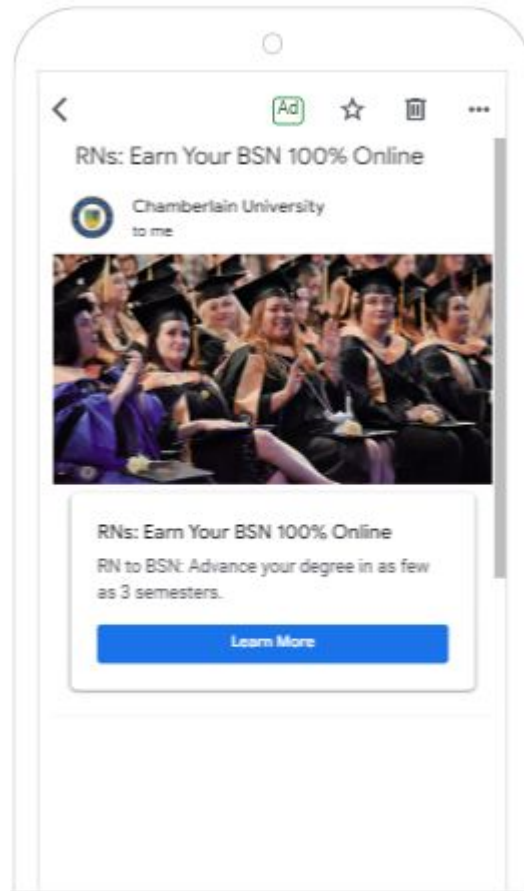 Ad
RNs: Earn Your BSN 100% Online
Chamberlain University
to me
RNs: Earn Your BSN 100% Online
RN to BSN: Advance your degree in as few
as 3 semesters.
Learn More